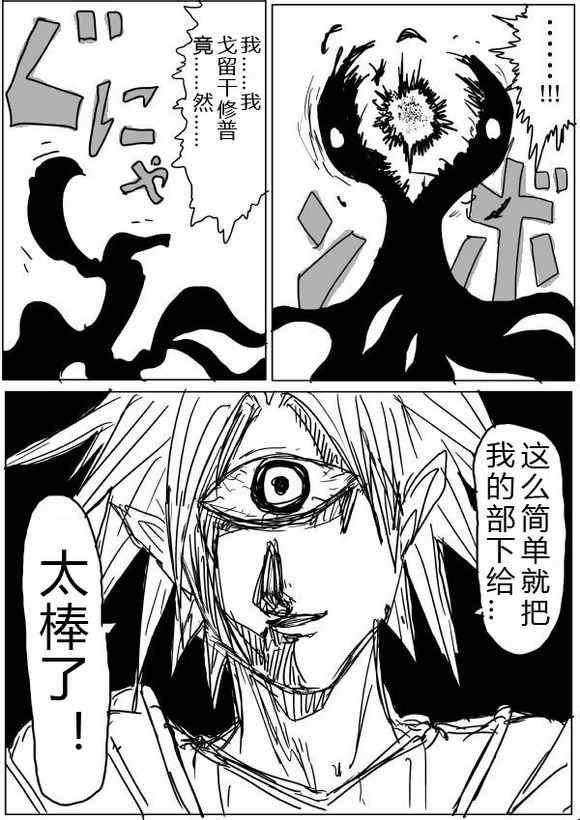 ……!!!
ボシ
我……我
戈留干修普
竟……然……
ぐにゃ
这么简单就把
我的部下给…
太棒了！